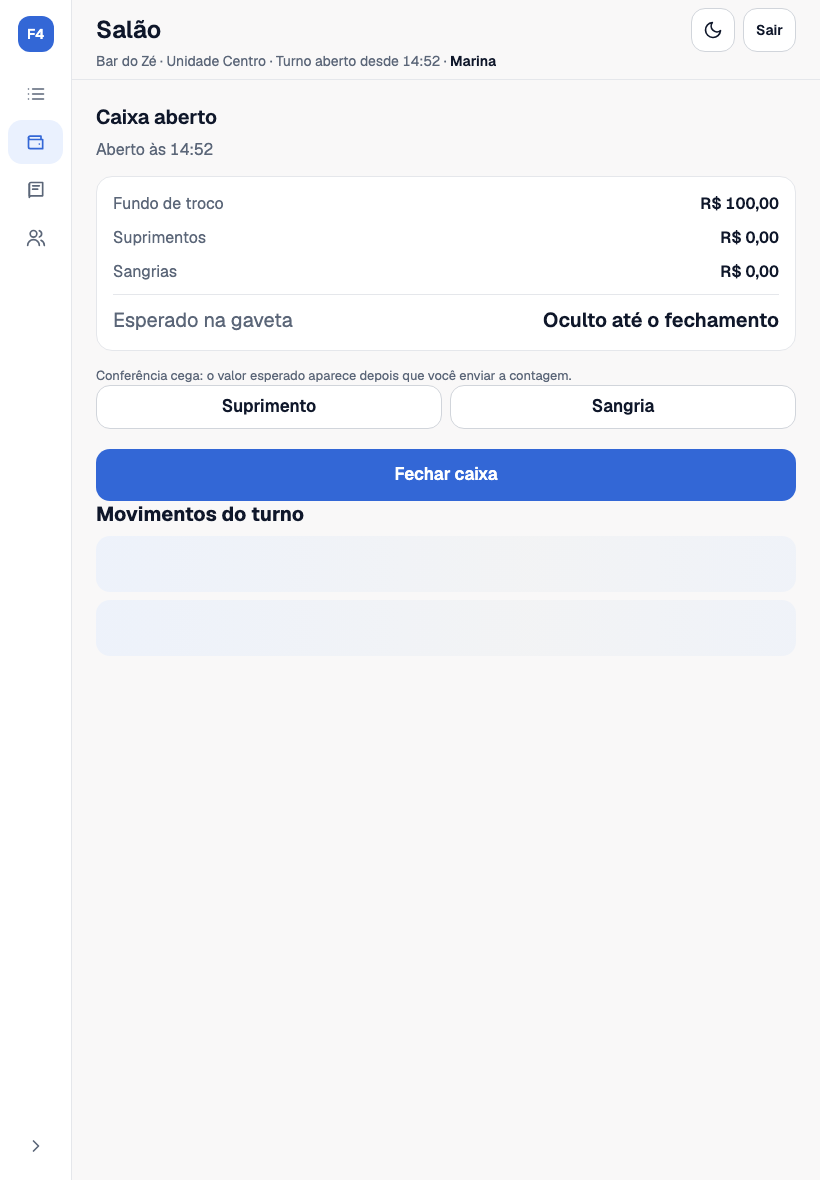 F4
Salão
Sair
Bar do Zé · Unidade Centro · Turno aberto desde 14:52 · Marina
Caixa aberto
Aberto às 14:52
Fundo de troco R$ 100,00
Suprimentos R$ 0,00
Sangrias R$ 0,00
Esperado na gaveta Oculto até o fechamento
Conferência cega: o valor esperado aparece depois que você enviar a contagem.
Suprimento Sangria
Fechar caixa
Movimentos do turno